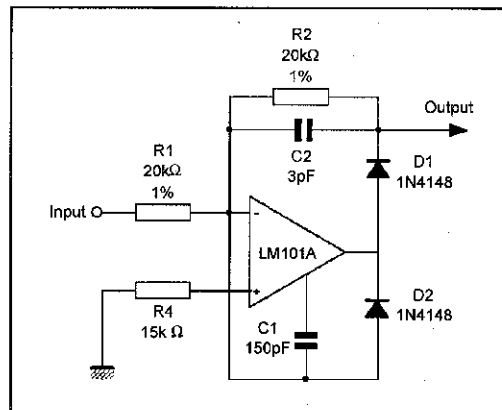 R2
20kΩ
1%
Output
C2
3pF
D1
1N4148
R1
20kΩ
1%
Input
-
LM101A
+
R4
15k Ω
C1
150pF
D2
1N4148